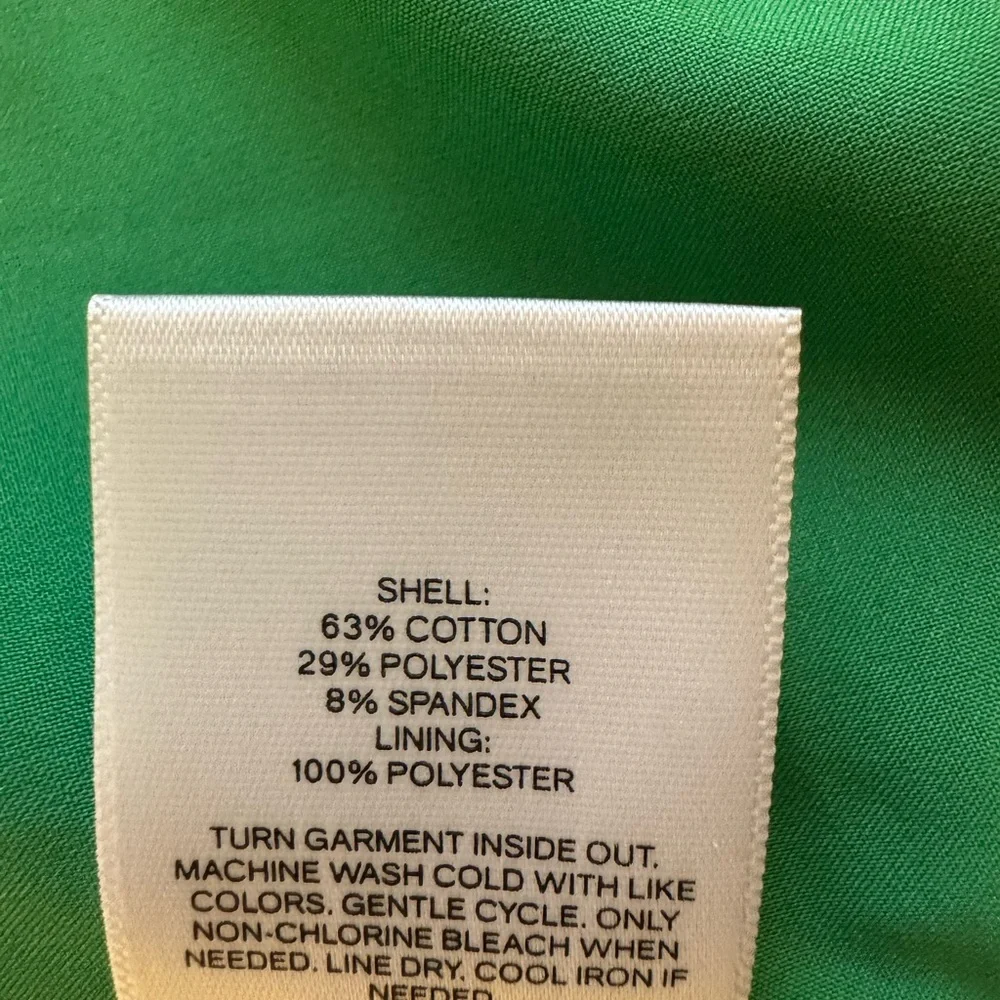 SHELL:
63% COTTON
29% POLYESTER
8% SPANDEX
LINING:
100% POLYESTER
TURN GARMENT INSIDE OUT.
MACHINE WASH COLD WITH LIKE
COLORS. GENTLE CYCLE. ONLY
NON-CHLORINE BLEACH WHEN
NEEDED. LINE DRY. COOL IRON IF
NEEDED